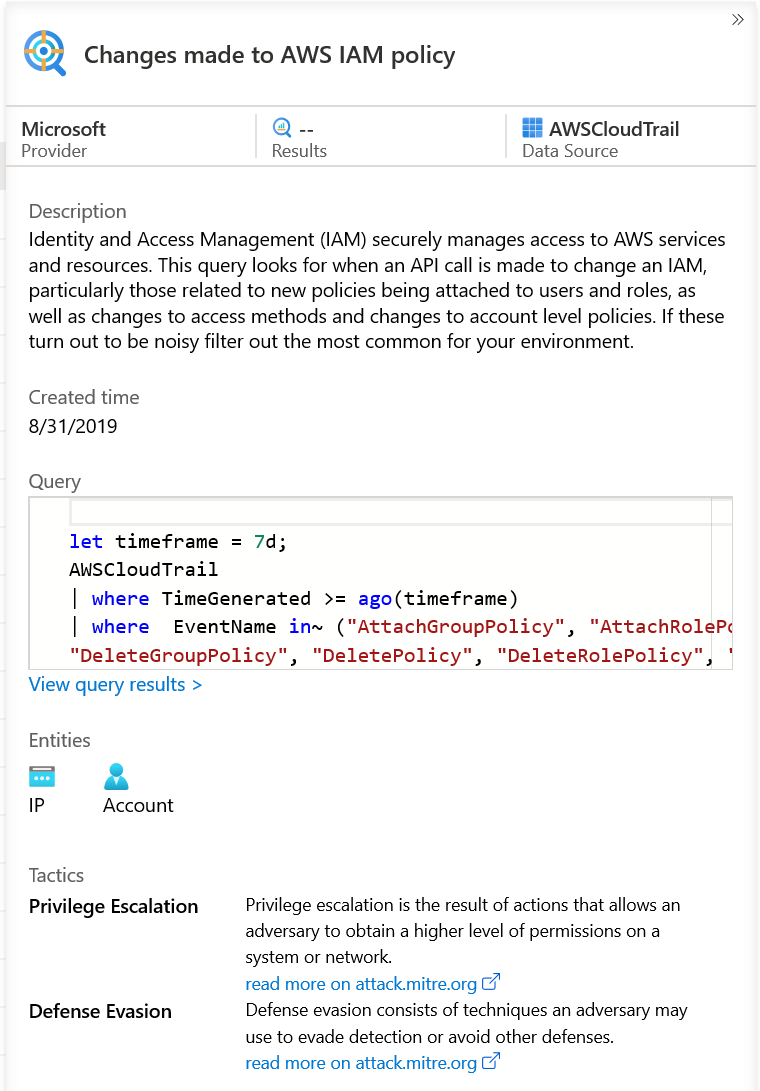 Changes made to AWS IAM policy
Microsoft
Provider
--
Results
AWSCloudTrail
Data Source
Description
Identity and Access Management (IAM) securely manages access to AWS services
and resources. This query looks for when an API call is made to change an IAM,
particularly those related to new policies being attached to users and roles, as
well as changes to access methods and changes to account level policies. If these
turn out to be noisy filter out the most common for your environment.
Created time
8/31/2019
Query
let timeframe = 7d;
AWSCloudTrail
| where TimeGenerated >= ago(timeframe)
| where  EventName in~ ("AttachGroupPolicy", "AttachRolePo
"DeleteGroupPolicy", "DeletePolicy", "DeleteRolePolicy", "
View query results >
Entities
IP
Account
Tactics
Privilege Escalation
Privilege escalation is the result of actions that allows an
adversary to obtain a higher level of permissions on a
system or network.
read more on attack.mitre.org
Defense Evasion
Defense evasion consists of techniques an adversary may
use to evade detection or avoid other defenses.
read more on attack.mitre.org